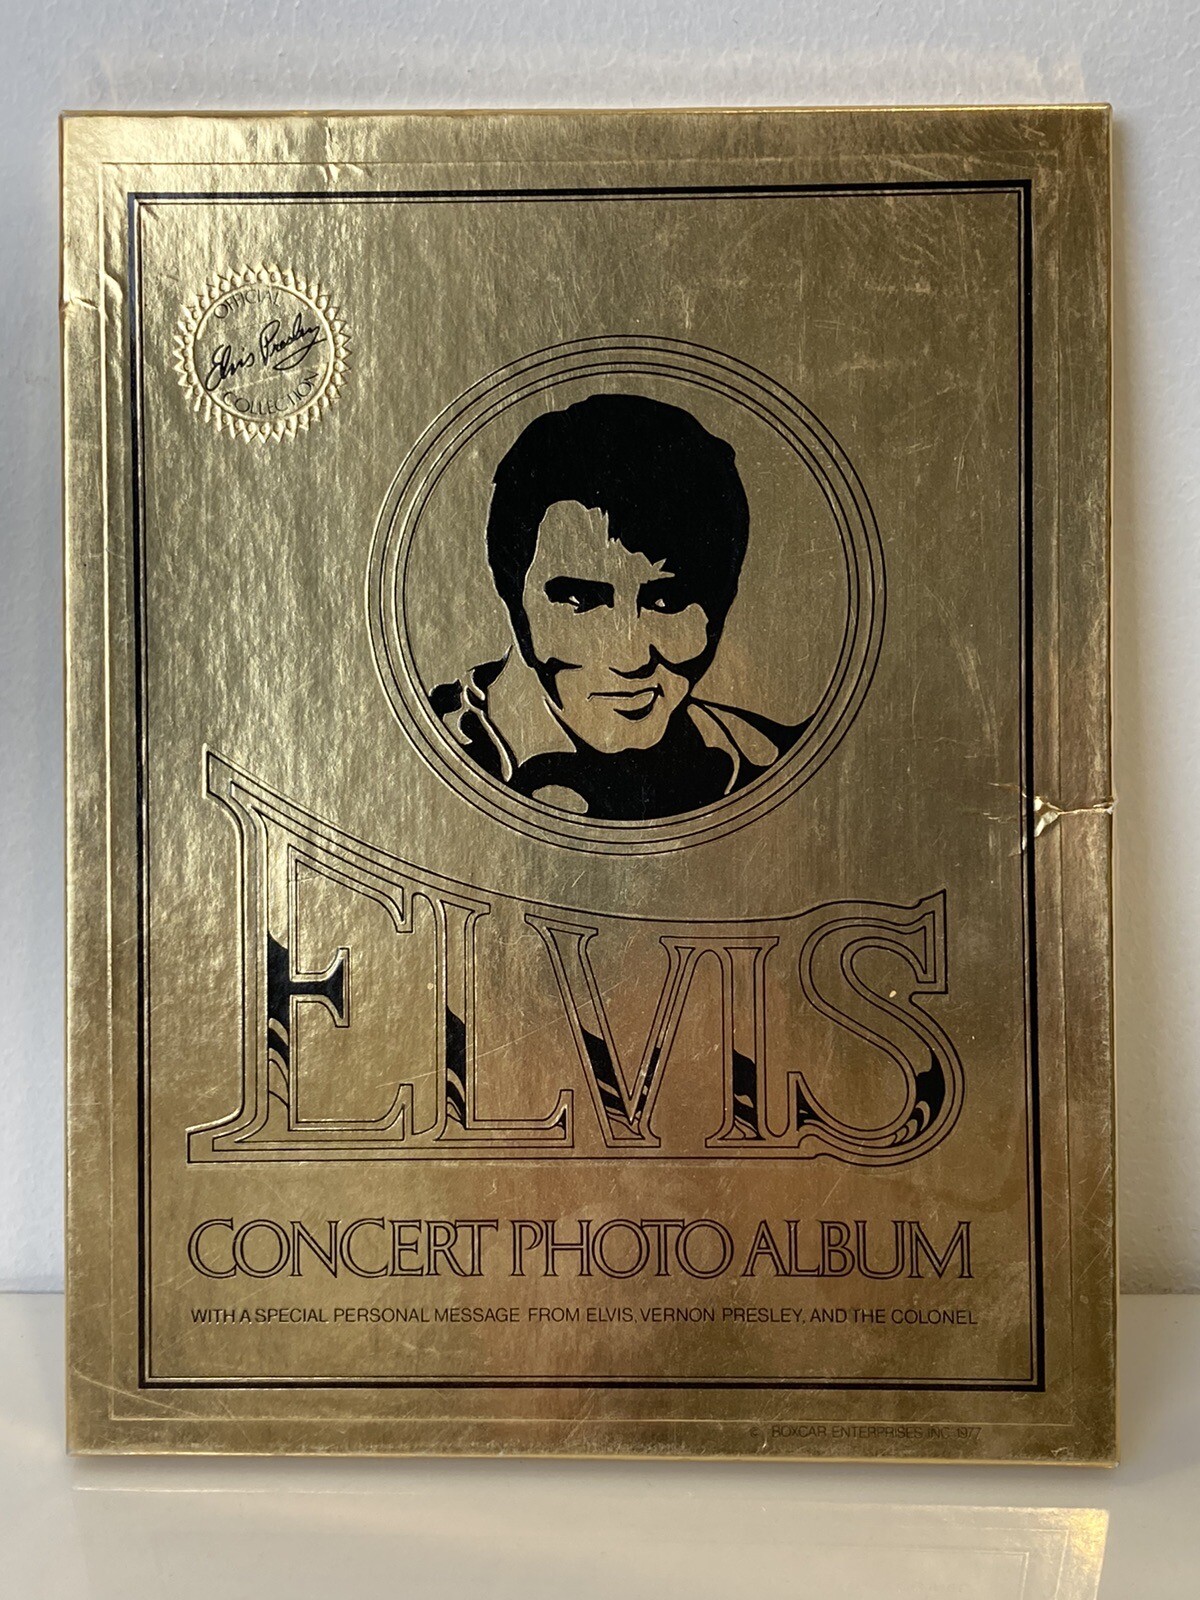 OFFICIAL
Elvis Presley
COLLECTION
ELVIS
CONCERT PHOTO ALBUM
WITH A SPECIAL PERSONAL MESSAGE FROM ELVIS, VERNON PRESLEY, AND THE COLONEL
© BOXCAR ENTERPRISES INC 1977